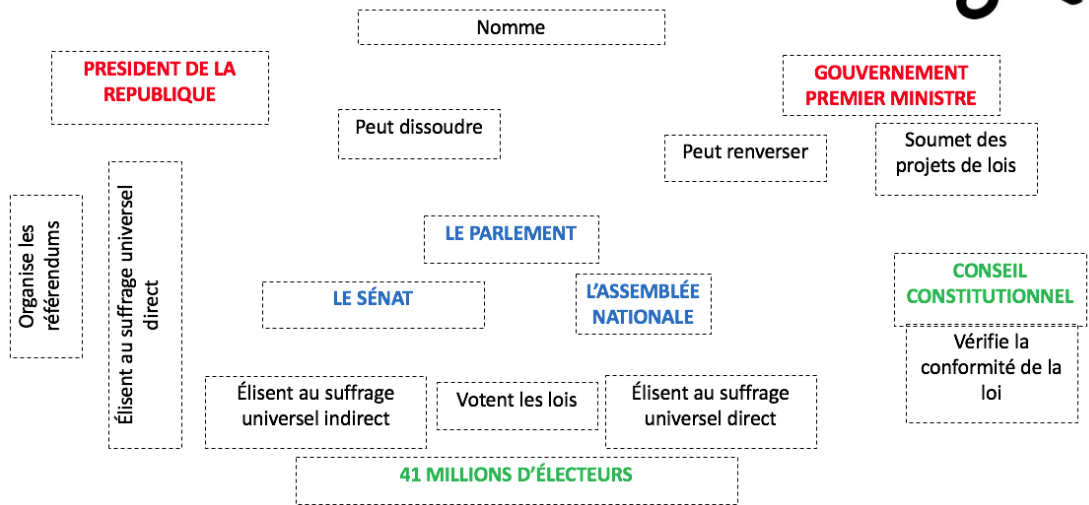 Nomme
PRESIDENT DE LA
REPUBLIQUE
GOUVERNEMENT
PREMIER MINISTRE
Peut dissoudre
Peut renverser
Soumet des
projets de lois
Organise les
référendums
Élisent au suffrage universel
direct
LE PARLEMENT
LE SÉNAT
L'ASSEMBLÉE
NATIONALE
CONSEIL
CONSTITUTIONNEL
Vérifie la
conformité de la
loi
Élisent au suffrage
universel indirect
Votent les lois
Élisent au suffrage
universel direct
41 MILLIONS D'ÉLECTEURS